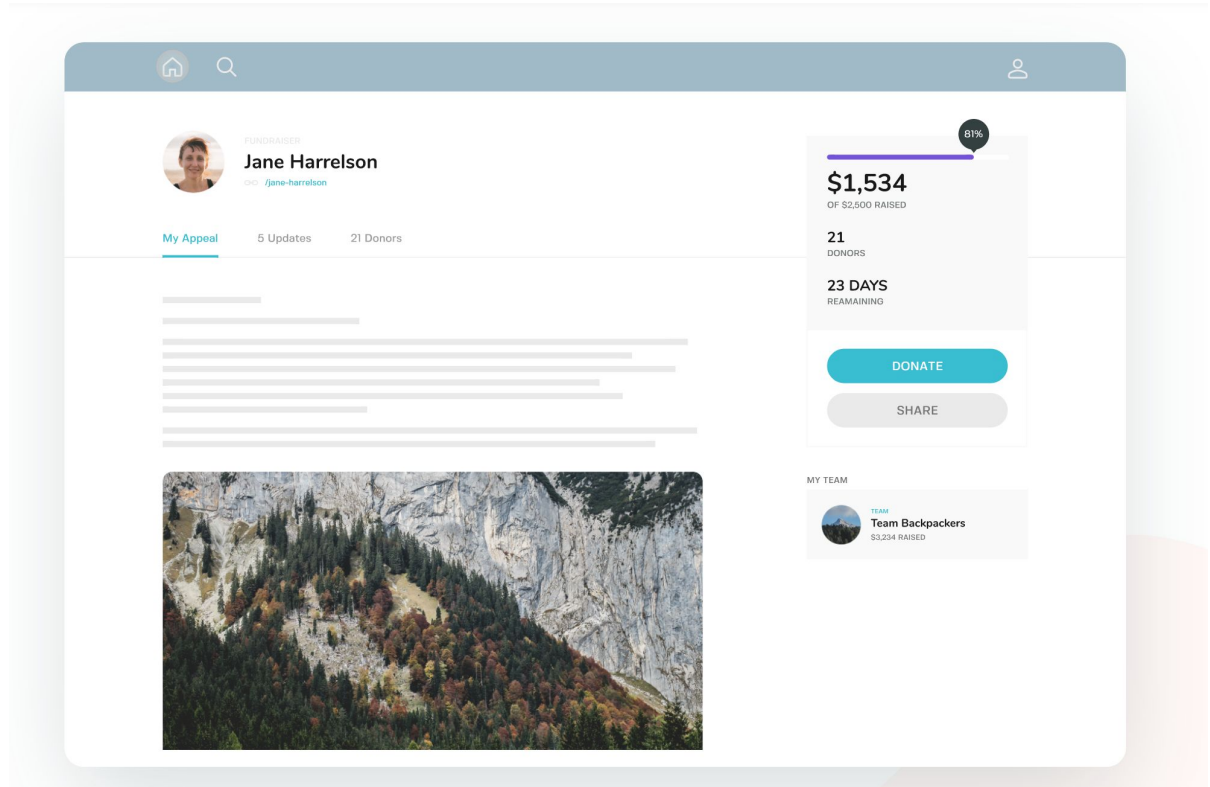 FUNDRAISER
Jane Harrelson
/jane-harrelson
My Appeal 5 Updates 21 Donors
81%
$1,534
OF $2,500 RAISED
21
DONORS
23 DAYS
REAMAINING
DONATE
SHARE
MY TEAM
TEAM
Team Backpackers
$3,234 RAISED